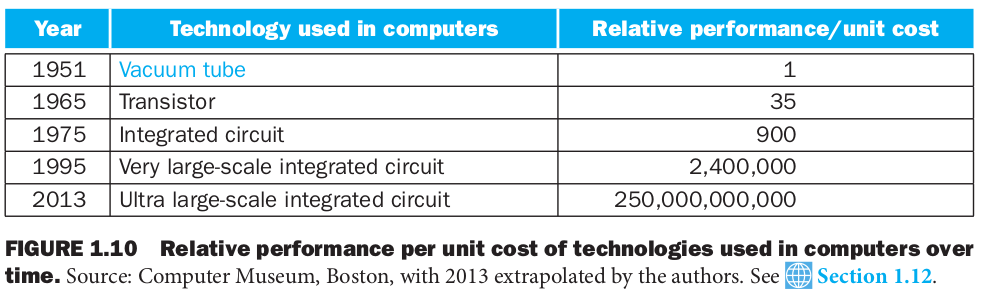 Year Technology used in computers Relative performance/unit cost
1951 Vacuum tube 1
1965 Transistor 35
1975 Integrated circuit 900
1995 Very large-scale integrated circuit 2,400,000
2013 Ultra large-scale integrated circuit 250,000,000,000
FIGURE 1.10 Relative performance per unit cost of technologies used in computers over
time. Source: Computer Museum, Boston, with 2013 extrapolated by the authors. See Section 1.12.